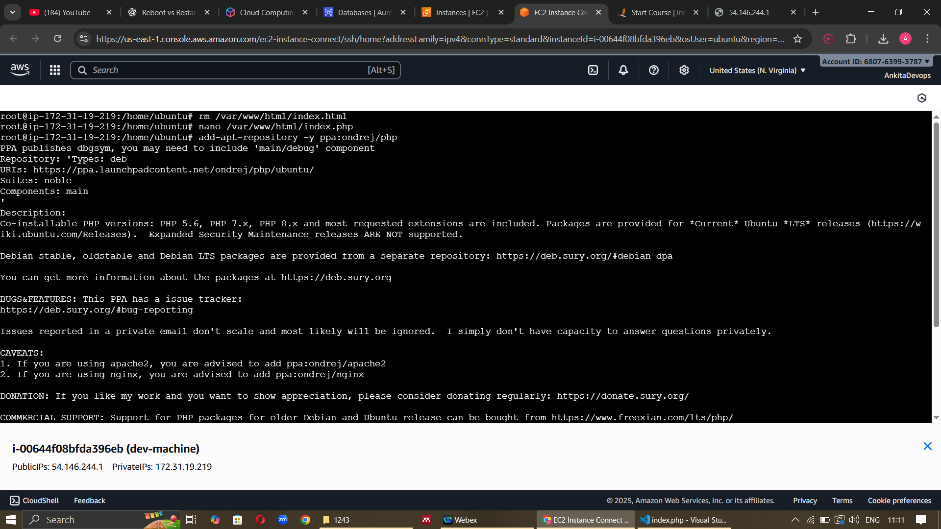 (184) YouTube
Reboot vs Restar
Cloud Computin
Databases | Aur
Instances | EC2 |
EC2 Instance Con
Start Course | In
54.146.244.1
https://us-east-1.console.aws.amazon.com/ec2-instance-connect/ssh/home?addressFamily=ipv4&connType=standard&instanceId=i-00644f08bfda396eb&osUser=ubuntu&region=...
A
aws
Search [Alt+S]
United States (N. Virginia)
Account ID: 6807-6399-3787
AnkitaDevops
root@ip-172-31-19-219:/home/ubuntu# rm /var/www/html/index.html
root@ip-172-31-19-219:/home/ubuntu# nano /var/www/html/index.php
root@ip-172-31-19-219:/home/ubuntu# add-apt-repository -y ppa:ondrej/php
PPA publishes dbgsym, you may need to include 'main/debug' component
Repository: 'Types: deb
URIs: https://ppa.launchpadcontent.net/ondrej/php/ubuntu/
Suites: noble
Components: main
'
Description:
Co-installable PHP versions: PHP 5.6, PHP 7.x, PHP 8.x and most requested extensions are included. Packages are provided for *Current* Ubuntu *LTS* releases (https://w
iki.ubuntu.com/Releases).  Expanded Security Maintenance releases ARE NOT supported.
Debian stable, oldstable and Debian LTS packages are provided from a separate repository: https://deb.sury.org/#debian-dpa
You can get more information about the packages at https://deb.sury.org
BUGS&FEATURES: This PPA has a issue tracker:
https://deb.sury.org/#bug-reporting
Issues reported in a private email don't scale and most likely will be ignored.  I simply don't have capacity to answer questions privately.
CAVEATS:
1. If you are using apache2, you are advised to add ppa:ondrej/apache2
2. If you are using nginx, you are advised to add ppa:ondrej/nginx
DONATION: If you like my work and you want to show appreciation, please consider donating regularly: https://donate.sury.org/
COMMERCIAL SUPPORT: Support for PHP packages for older Debian and Ubuntu release can be bought from https://www.freexian.com/lts/php/
i-00644f08bfda396eb (dev-machine)
PublicIPs: 54.146.244.1 PrivateIPs: 172.31.19.219
CloudShell Feedback
© 2025, Amazon Web Services, Inc. or its affiliates. Privacy Terms Cookie preferences
Search
1243
Webex
EC2 Instance Connect ...
index.php - Visual Stu...
ENG
11:11